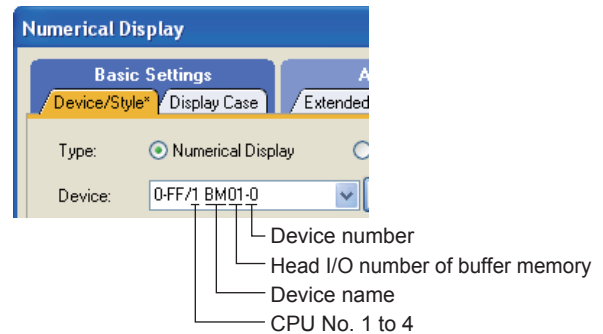 Numerical Display
Basic Settings
A
Device/Style* Display Case Extended
Type: Numerical Display
Device: 0-FF/1 BM01-0
Device number
Head I/O number of buffer memory
Device name
CPU No. 1 to 4